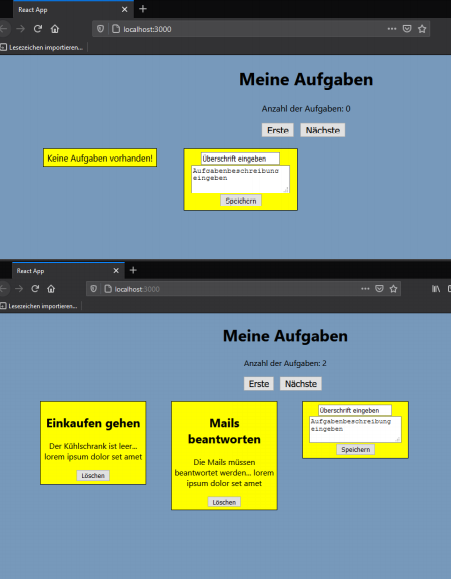 React App
localhost:3000
Lesezeichen importieren...
Meine Aufgaben
Anzahl der Aufgaben: 0
Erste Nächste
Keine Aufgaben vorhanden!
Überschrift eingeben
Aufgabenbeschreibung
eingeben
Speichern
React App
localhost:3000
Lesezeichen importieren...
Meine Aufgaben
Anzahl der Aufgaben: 2
Erste Nächste
Einkaufen gehen
Der Kühlschrank ist leer...
lorem ipsum dolor set amet
Löschen
Mails
beantworten
Die Mails müssen
beantwortet werden... lorem
ipsum dolor set amet
Löschen
Überschrift eingeben
Aufgabenbeschreibung
eingeben
Speichern